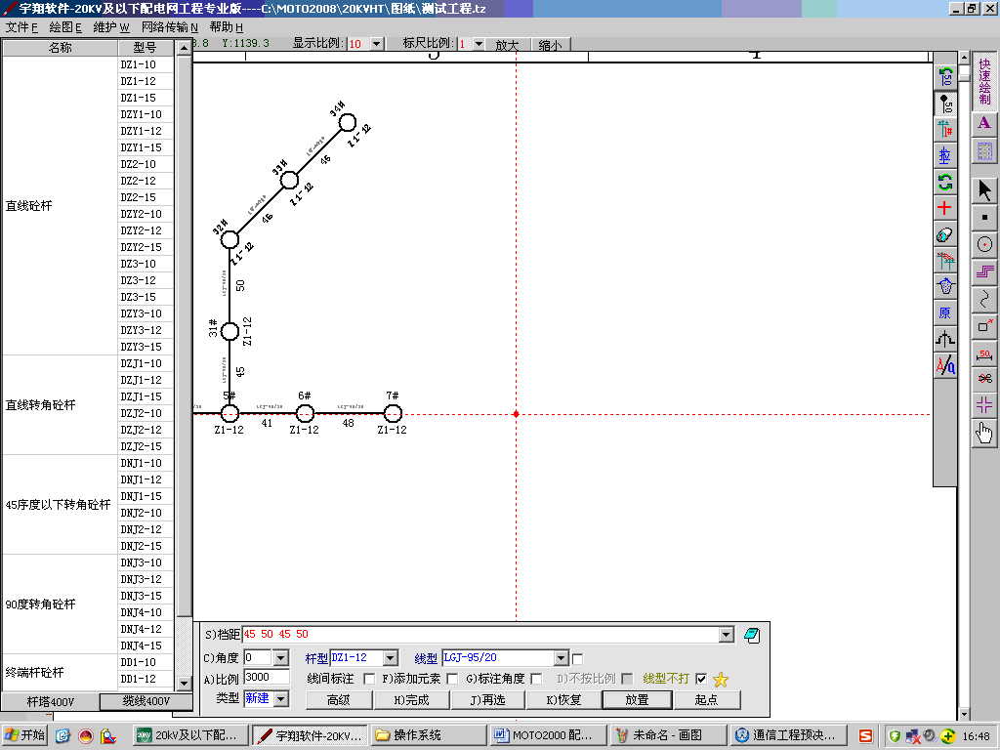 宇翔软件-20KV及以下配电网工程专业版----C:\MOTO2008\20KVHT\图纸\测试工程.tz
文件F 绘图E 维护W 网络传输N 帮助H
名称 型号
3.8 Y:1139.3 显示比例: 10 标尺比例: 1 放大 缩小
直线砼杆
DZ1-10
DZ1-12
DZ1-15
DZY1-10
DZY1-12
DZY1-15
DZ2-10
DZ2-12
DZ2-15
DZY2-10
DZY2-12
DZY2-15
DZ3-10
DZ3-12
DZ3-15
DZY3-10
DZY3-12
DZY3-15
直线转角砼杆
DZJ1-10
DZJ1-12
DZJ1-15
DZJ2-10
DZJ2-12
DZJ2-15
45序度以下转角砼杆
DNJ1-10
DNJ1-12
DNJ1-15
DNJ2-10
DNJ2-12
DNJ2-15
90度转角砼杆
DNJ3-10
DNJ3-12
DNJ3-15
DNJ4-10
DNJ4-12
DNJ4-15
终端杆砼杆
DD1-10
DD1-12
杆塔400V 缆线400V
34#
Z1-12
46
33#
Z1-12
46
32#
Z1-12
50
31#
Z1-12
45
5# 6# 7#
Z1-12 41 Z1-12 48 Z1-12
快速绘制
A
50
50
拉
原
A/Q
50
S)档距 45 50 45 50
C)角度 0 杆型 DZ1-12 线型 LGJ-95/20
A)比例 3000 线间标注 F)添加元素 G)标注角度 D)不按比例 线型不打
类型 新建 高级 H)完成 J)再选 K)恢复 放置 起点
开始 20kV及以下配... 宇翔软件-20KV... 操作系统 MOTO2000 配... 未命名 - 画图 通信工程预决... 16:48